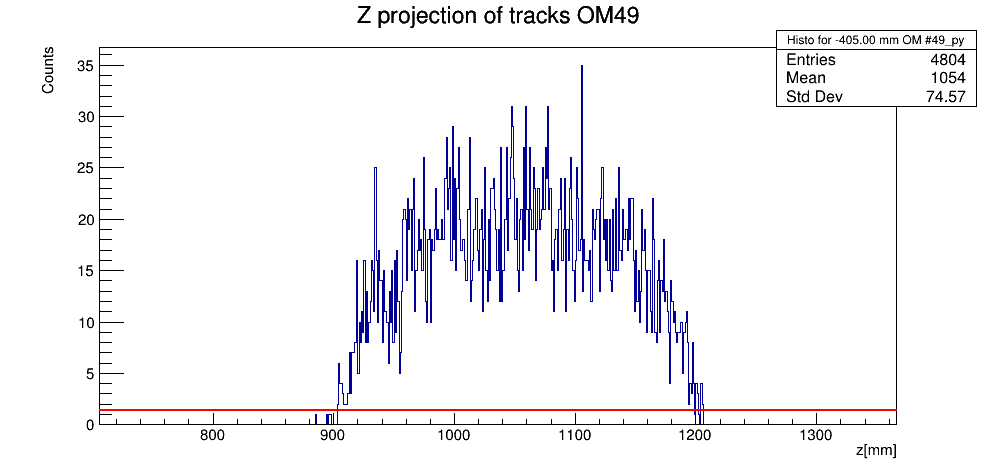 Z projection of tracks OM49
Histo for -405.00 mm OM #49_py
Entries 4804
Mean 1054
Std Dev 74.57
Counts
35
30
25
20
15
10
5
0
800 900 1000 1100 1200 1300
z[mm]